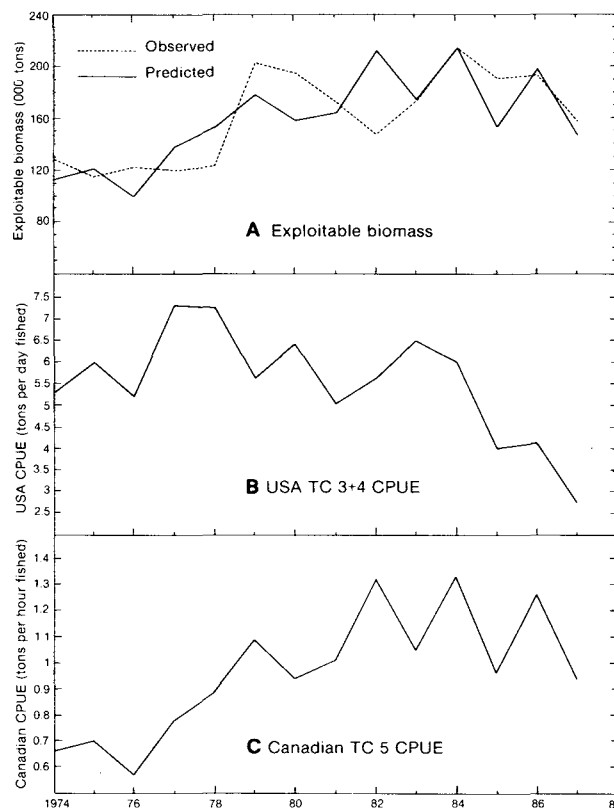 240
200
160
120
80
Exploitable biomass (000 tons)
Observed
Predicted
A Exploitable biomass
7.5
7
6.5
6
5.5
5
4.5
4
3.5
3
2.5
USA CPUE (tons per day fished)
B USA TC 3+4 CPUE
1.4
1.3
1.2
1.1
1
0.9
0.8
0.7
0.6
0.5
Canadian CPUE (tons per hour fished)
C Canadian TC 5 CPUE
1974 76 78 80 82 84 86